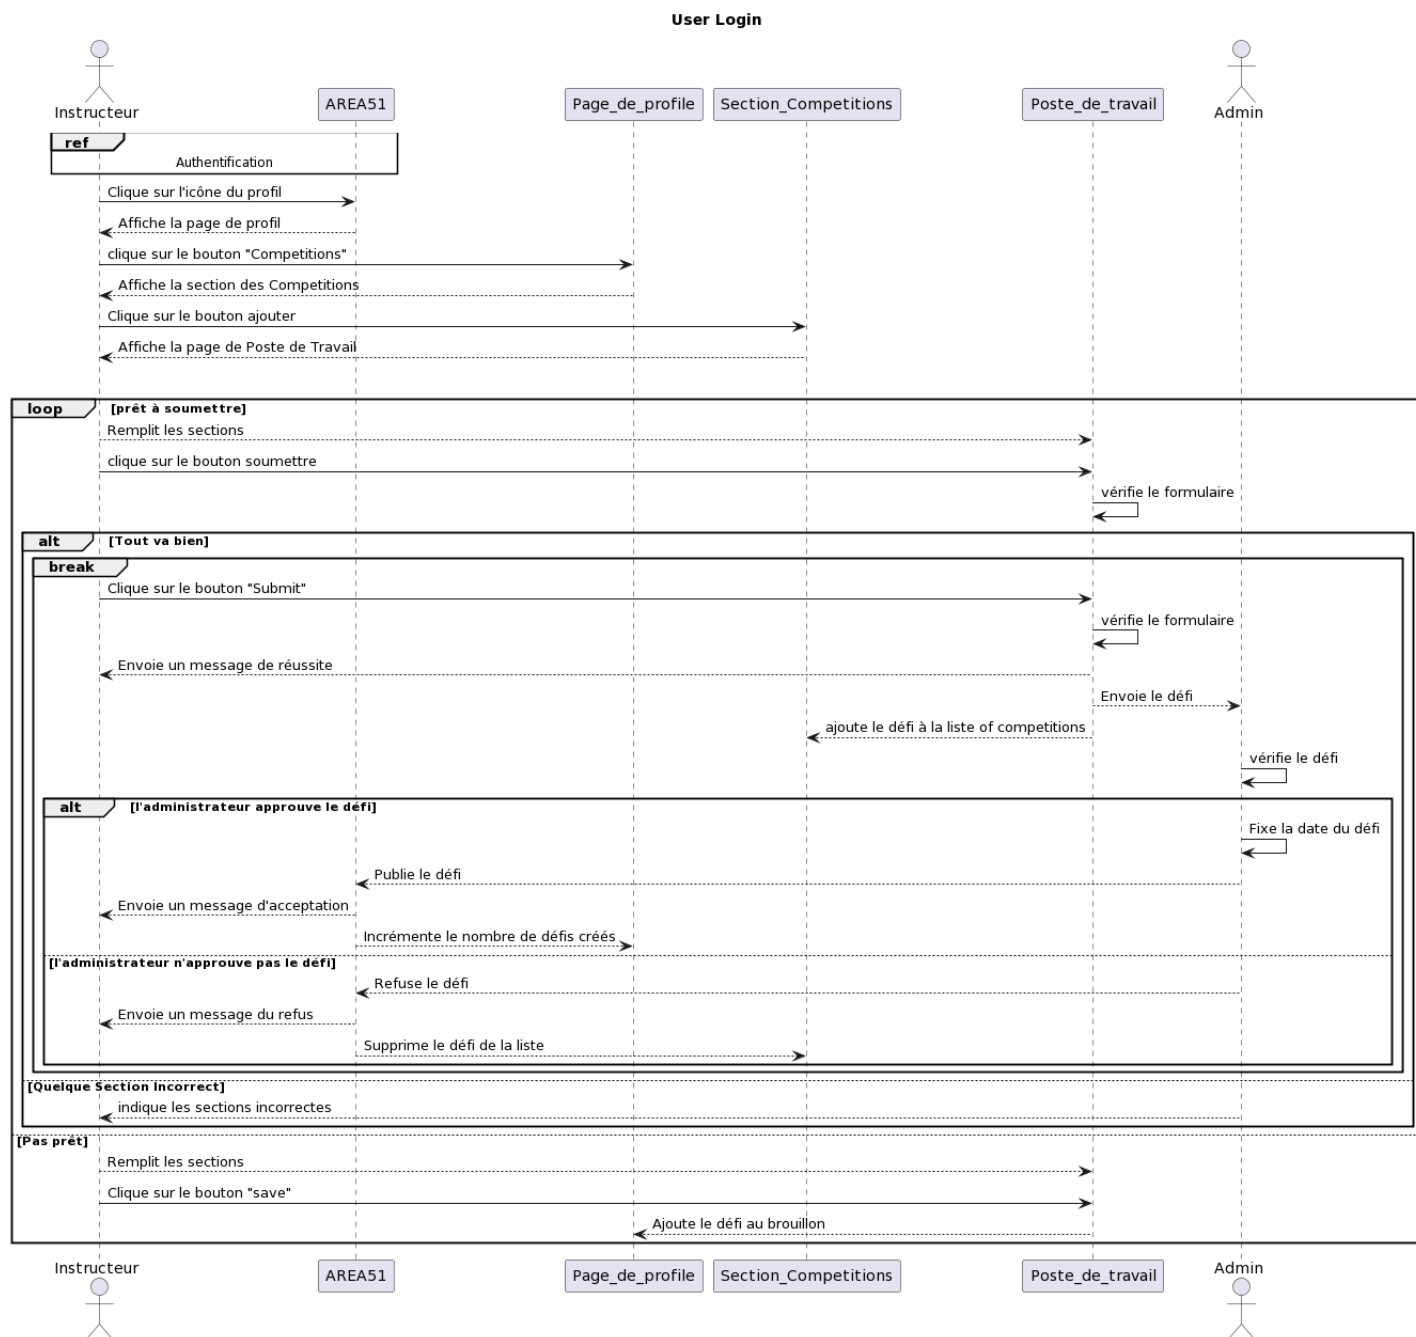 User Login
Instructeur
AREA51
Page_de_profile
Section_Competitions
Poste_de_travail
Admin
ref
Authentification
Clique sur l'icône du profil
Affiche la page de profil
clique sur le bouton "Competitions"
Affiche la section des Competitions
Clique sur le bouton ajouter
Affiche la page de Poste de Travail
loop [prêt à soumettre]
Remplit les sections
clique sur le bouton soumettre
vérifie le formulaire
alt [Tout va bien]
break
Clique sur le bouton "Submit"
vérifie le formulaire
Envoie un message de réussite
Envoie le défi
ajoute le défi à la liste of competitions
vérifie le défi
alt [l'administrateur approuve le défi]
Fixe la date du défi
Publie le défi
Envoie un message d'acceptation
Incrémente le nombre de défis créés
[l'administrateur n'approuve pas le défi]
Refuse le défi
Envoie un message du refus
Supprime le défi de la liste
[Quelque Section Incorrect]
indique les sections incorrectes
[Pas prêt]
Remplit les sections
Clique sur le bouton "save"
Ajoute le défi au brouillon
Instructeur
AREA51
Page_de_profile
Section_Competitions
Poste_de_travail
Admin